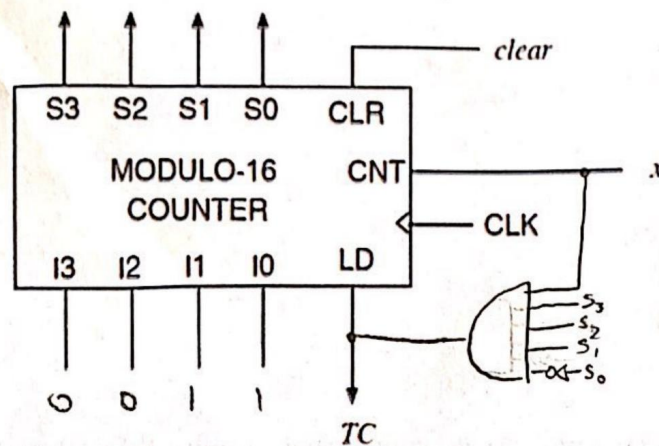 clear
S3 S2 S1 S0 CLR
MODULO-16 CNT x
COUNTER
CLK
I3 I2 I1 I0 LD
S3
S2
S1
S0
0 0 1 1
TC